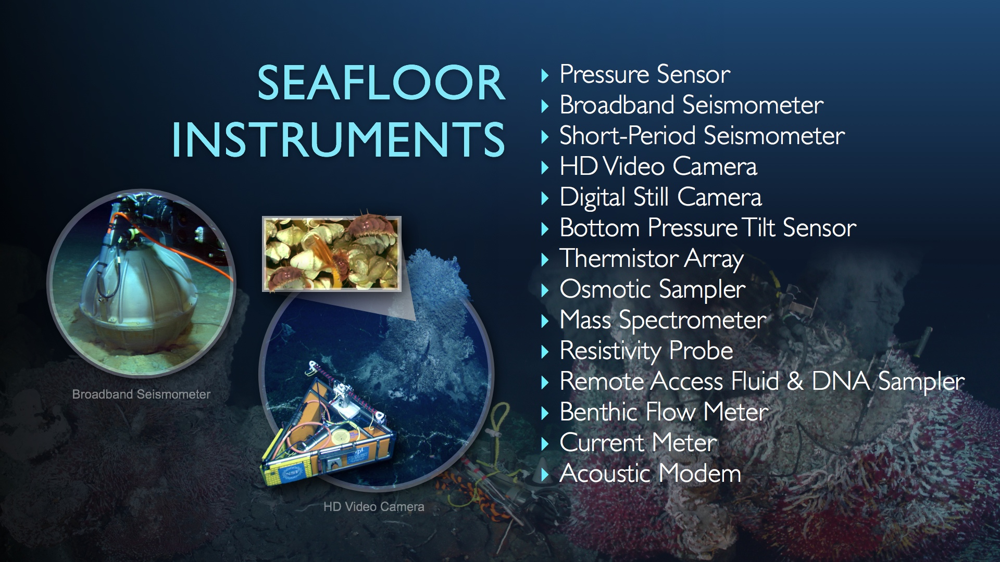 SEAFLOOR
INSTRUMENTS
Pressure Sensor
Broadband Seismometer
Short-Period Seismometer
HD Video Camera
Digital Still Camera
Bottom Pressure Tilt Sensor
Thermistor Array
Osmotic Sampler
Mass Spectrometer
Resistivity Probe
Remote Access Fluid & DNA Sampler
Benthic Flow Meter
Current Meter
Acoustic Modem
Broadband Seismometer
NSF
apl
HD Video Camera